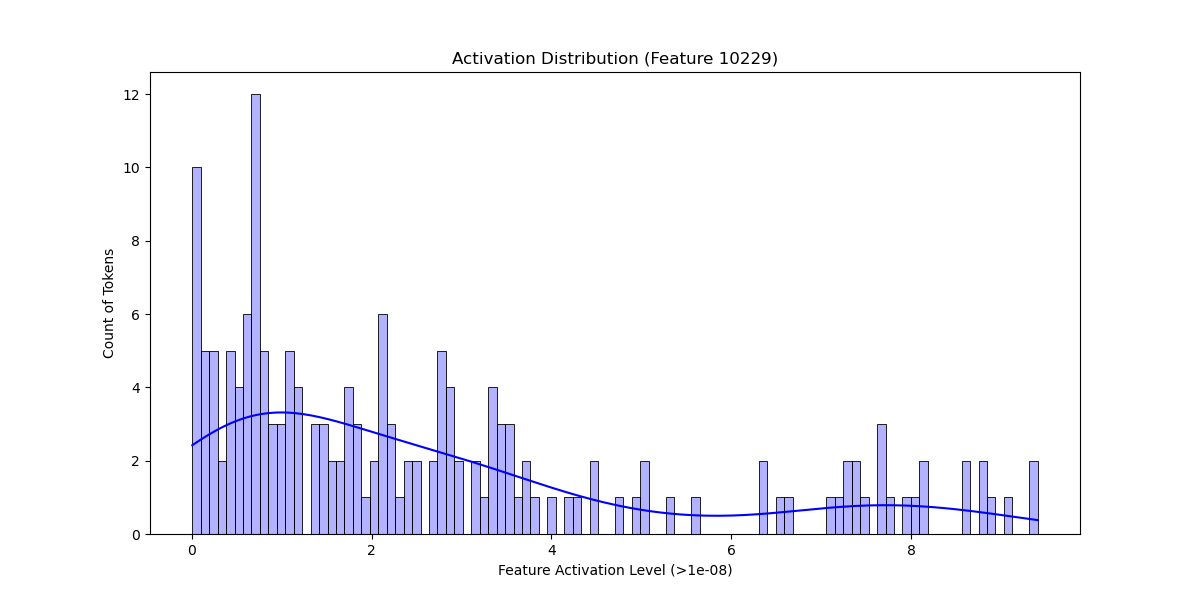 Activation Distribution (Feature 10229)
12
10
8
6
4
2
0
Count of Tokens
0 2 4 6 8
Feature Activation Level (>1e-08)